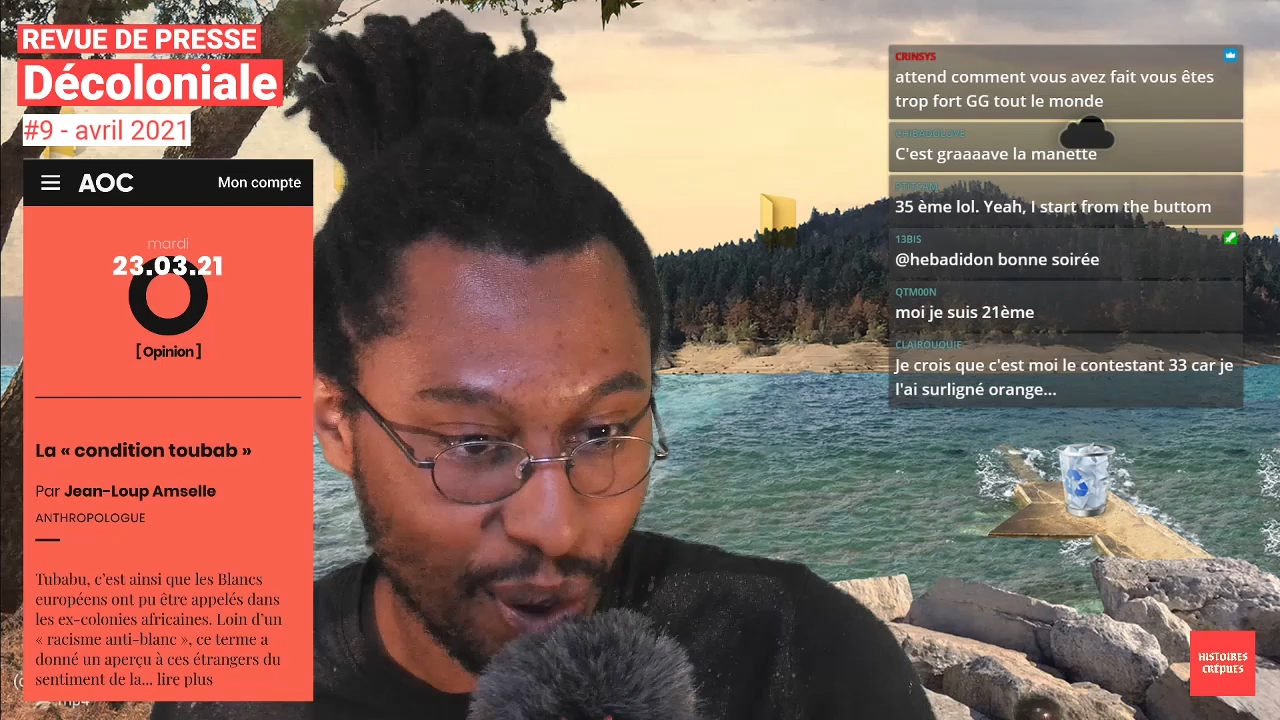 REVUE DE PRESSE
Décoloniale
#9 - avril 2021
AOC
Mon compte
mardi
23.03.21
[ Opinion ]
La « condition toubab »
Par Jean-Loup Amselle
ANTHROPOLOGUE
Tubabu, c'est ainsi que les Blancs
européens ont pu être appelés dans
les ex-colonies africaines. Loin d'un
« racisme anti-blanc », ce terme a
donné un aperçu à ces étrangers du
sentiment de la... lire plus
mp4
CRINSYS
attend comment vous avez fait vous êtes
trop fort GG tout le monde
C'est graaaave la manette
35 ème lol. Yeah, I start from the buttom
13BIS
@hebadidon bonne soirée
QTM00N
moi je suis 21ème
CLAIROUQUIE
Je crois que c'est moi le contestant 33 car je
l'ai surligné orange...
HISTOIRES
CRÉPUES